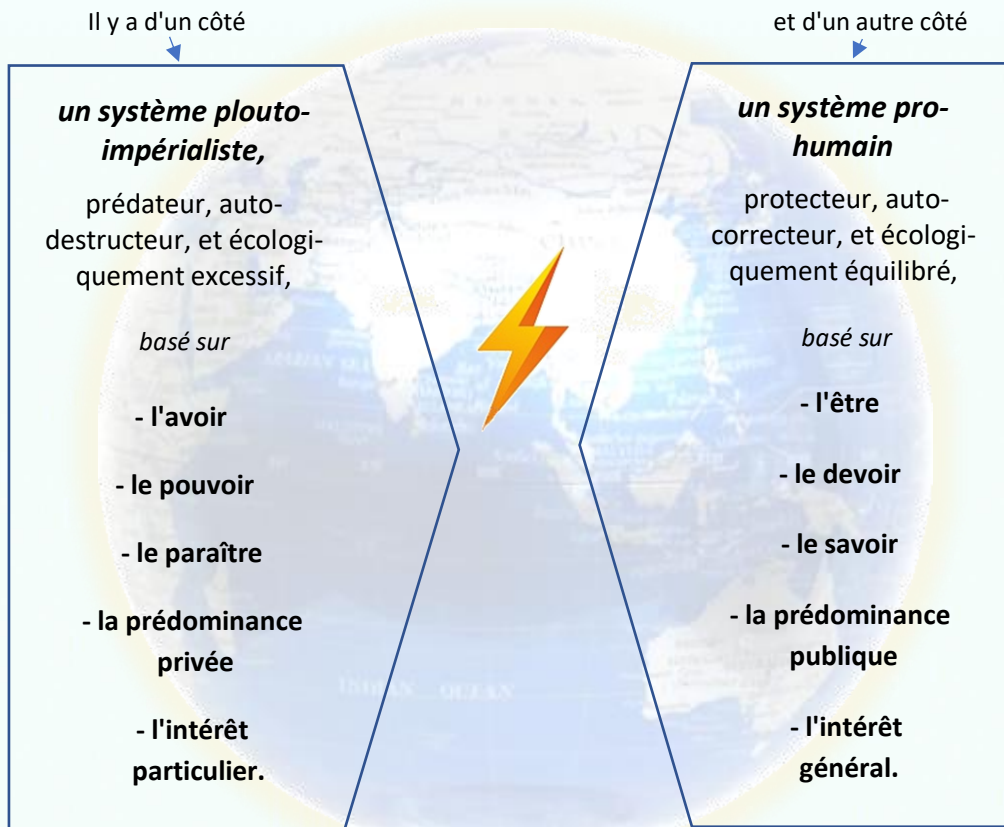 Il y a d'un côté
et d'un autre côté
un système plouto-
impérialiste,
prédateur, auto-
destructeur, et écologi-
quement excessif,
basé sur
- l'avoir
- le pouvoir
- le paraître
- la prédominance
privée
- l'intérêt
particulier.
un système pro-
humain
protecteur, auto-
correcteur, et écologi-
quement équilibré,
basé sur
- l'être
- le devoir
- le savoir
- la prédominance
publique
- l'intérêt
général.
INDIAN OCEAN